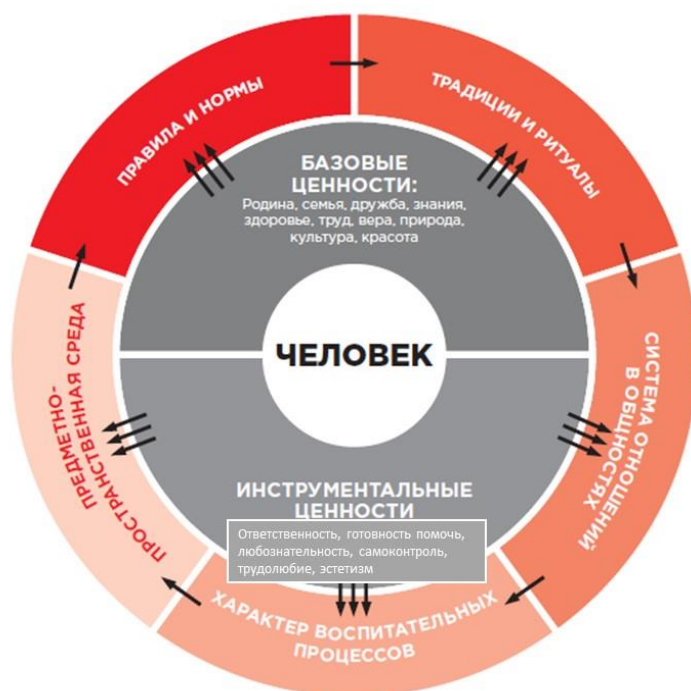 ПРАВИЛА И НОРМЫ
ТРАДИЦИИ И РИТУАЛЫ
БАЗОВЫЕ
ЦЕННОСТИ:
Родина, семья, дружба, знания,
здоровье, труд, вера, природа,
культура, красота
ЧЕЛОВЕК
ПРЕДМЕТНО-
ПРОСТРАНСТВЕННАЯ СРЕДА
СИСТЕМА ОТНОШЕНИЙ
В ОБЩНОСТЯХ
ИНСТРУМЕНТАЛЬНЫЕ
ЦЕННОСТИ
Ответственность, готовность помочь,
любознательность, самоконтроль,
трудолюбие, эстетизм
ХАРАКТЕР ВОСПИТАТЕЛЬНЫХ
ПРОЦЕССОВ